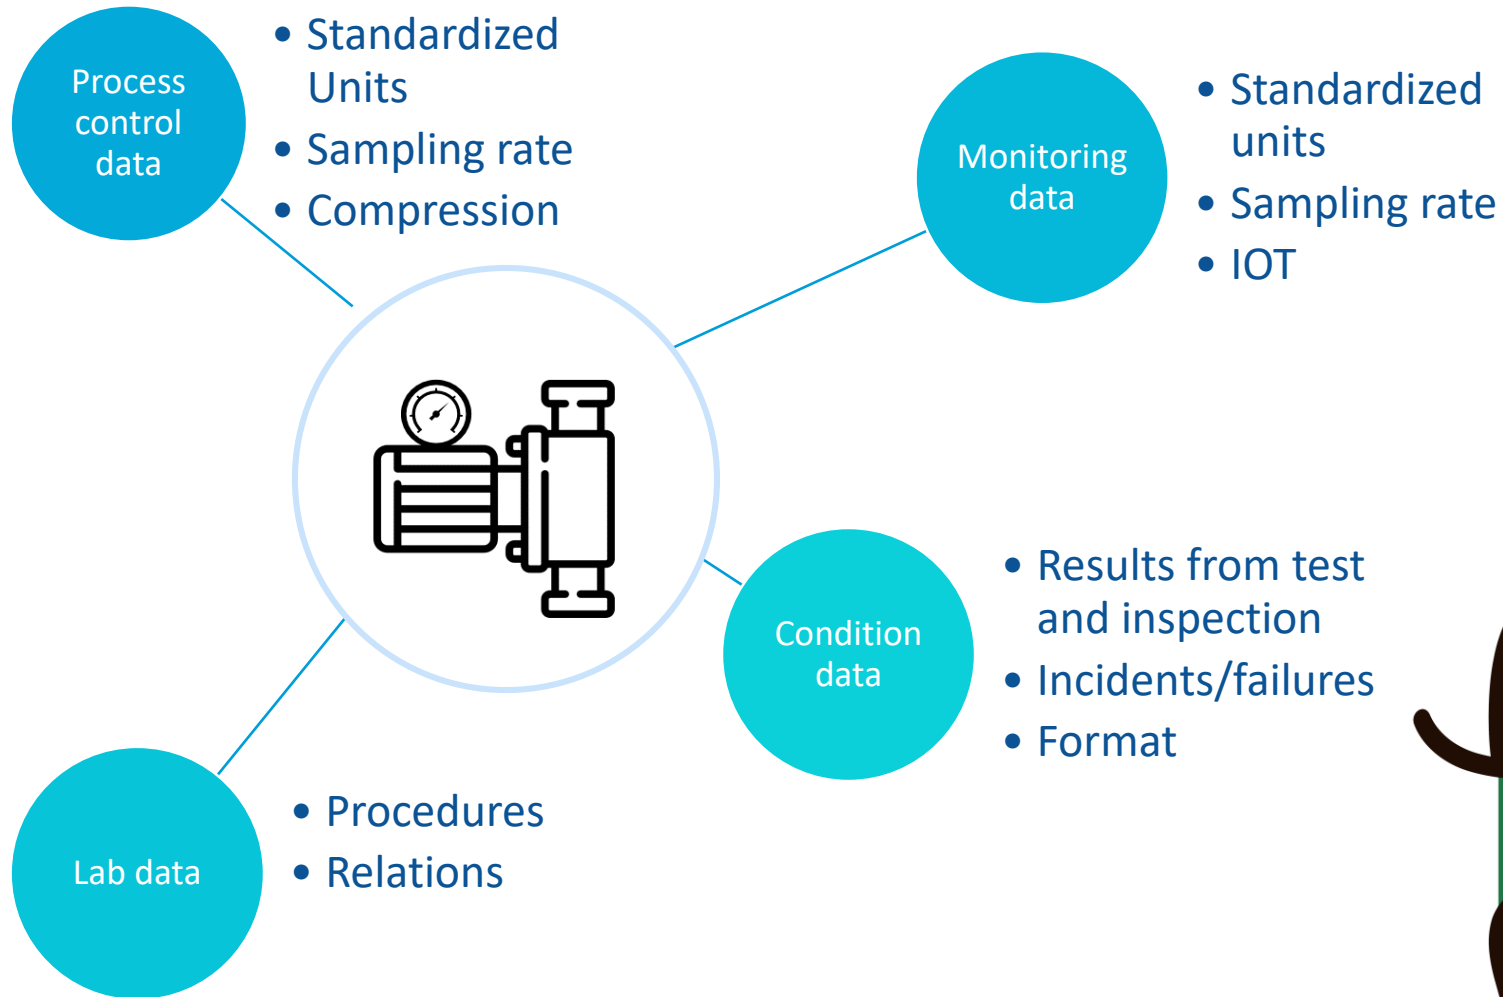 Process
control
data
• Standardized
Units
• Sampling rate
• Compression
Monitoring
data
• Standardized
units
• Sampling rate
• IOT
Condition
data
• Results from test
and inspection
• Incidents/failures
• Format
Lab data
• Procedures
• Relations